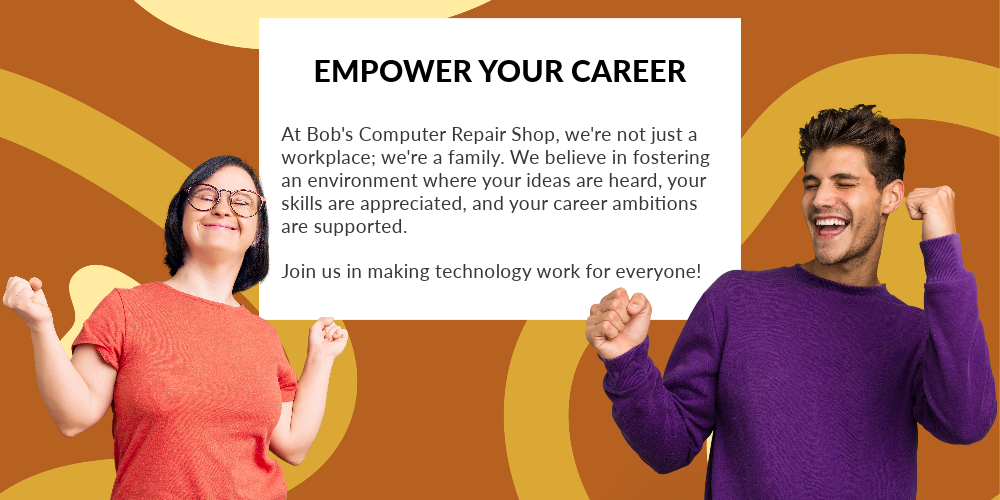 EMPOWER YOUR CAREER
At Bob's Computer Repair Shop, we're not just a
workplace; we're a family. We believe in fostering
an environment where your ideas are heard, your
skills are appreciated, and your career ambitions
are supported.
Join us in making technology work for everyone!